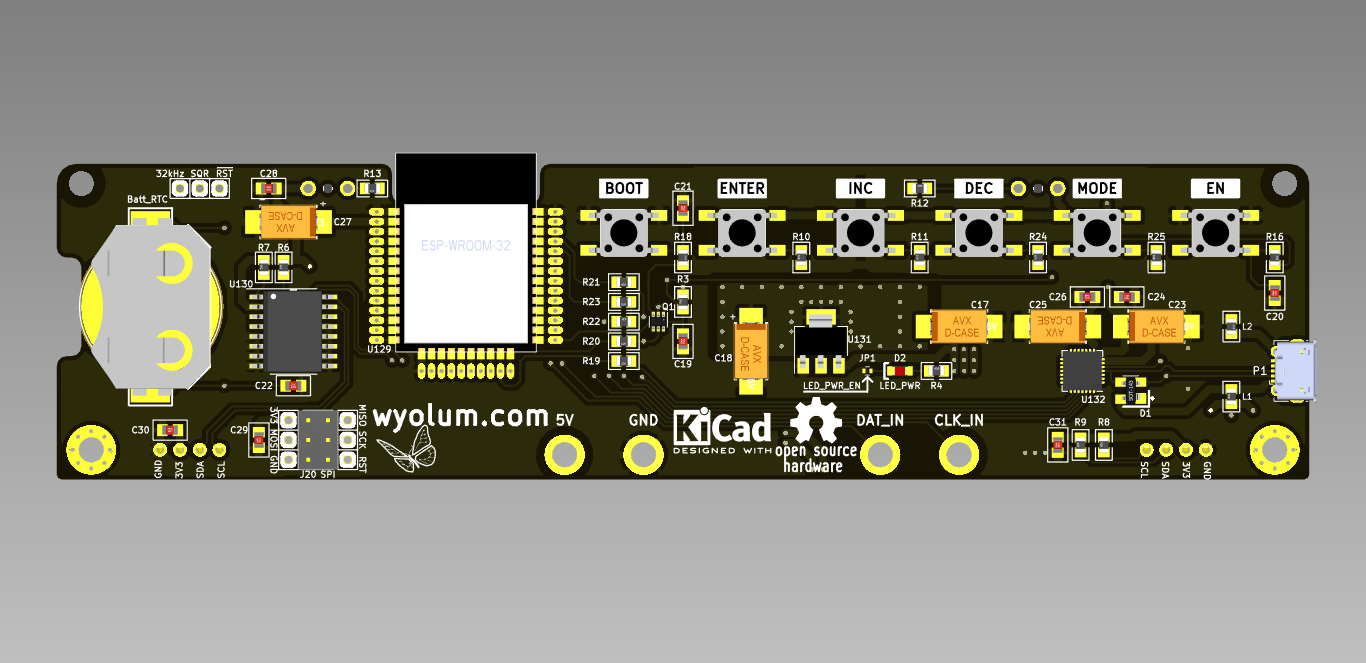 32kHz SQR RST
C28
R13
BOOT
C21
ENTER
INC
R12
DEC
MODE
EN
Batt_RTC
AVX
D-CASE
C27
ESP-WROOM-32
R7 R6
R18
R10
R11
R24
R25
R16
U130
R21
R3
R23
Q1
C26
C24
C20
R22
C17
C25
C23
AVX
D-CASE
AVX
D-CASE
AVX
D-CASE
L2
U129
R20
R19
C19
C18
AVX
D-CASE
U131
JP1
D2
LED_PWR_EN
LED_PWR
R4
U132
P1
L1
D1
C22
3V3 MOSI GND
MISO SCK RST
J20 SPI
C30
C29
GND
3V3
SDA
SCL
wyolum.com
5V
GND
KiCad
DESIGNED WITH
open source
hardware
DAT_IN
CLK_IN
C31
R9
R8
SCL
SDA
3V3
GND